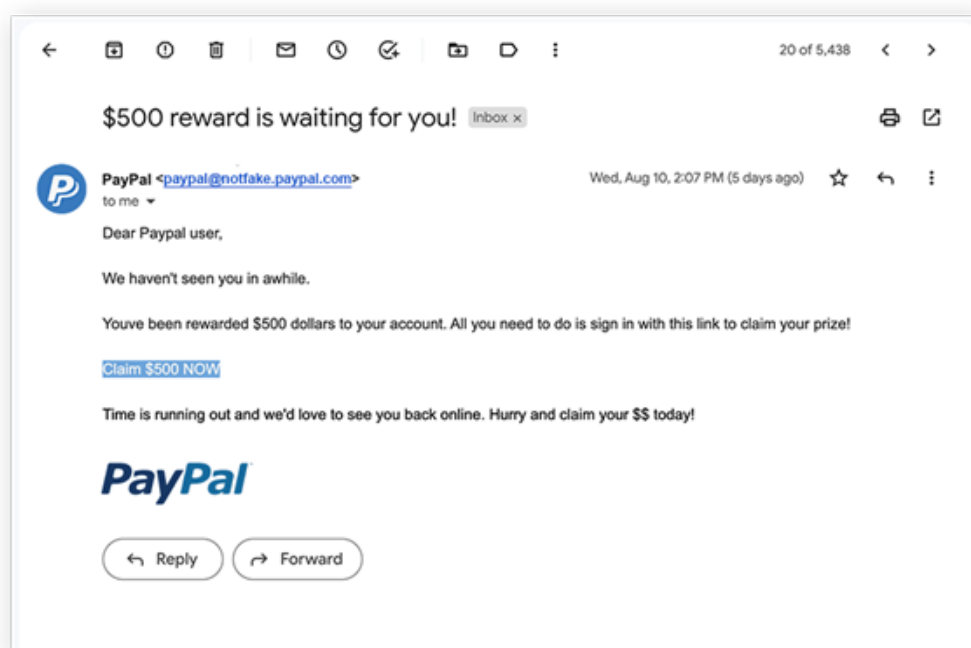 20 of 5,438
$500 reward is waiting for you! Inbox x
PayPal <paypal@notfake.paypal.com> Wed, Aug 10, 2:07 PM (5 days ago)
to me
Dear Paypal user,
We haven't seen you in awhile.
Youve been rewarded $500 dollars to your account. All you need to do is sign in with this link to claim your prize!
Claim $500 NOW
Time is running out and we'd love to see you back online. Hurry and claim your $$ today!
PayPal
Reply Forward